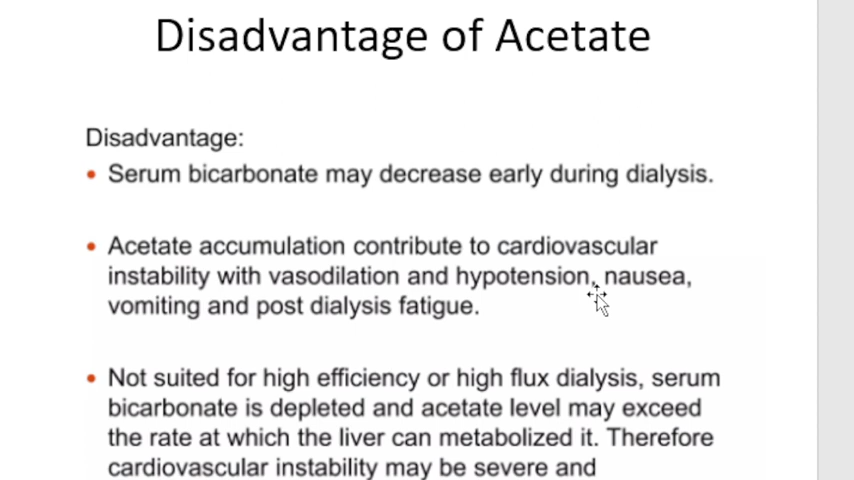 Disadvantage of Acetate
Disadvantage:
• Serum bicarbonate may decrease early during dialysis.
• Acetate accumulation contribute to cardiovascular
instability with vasodilation and hypotension, nausea,
vomiting and post dialysis fatigue.
• Not suited for high efficiency or high flux dialysis, serum
bicarbonate is depleted and acetate level may exceed
the rate at which the liver can metabolized it. Therefore
cardiovascular instability may be severe and